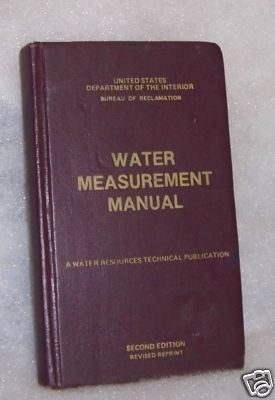 UNITED STATES
DEPARTMENT OF THE INTERIOR
BUREAU OF RECLAMATION
WATER
MEASUREMENT
MANUAL
A WATER RESOURCES TECHNICAL PUBLICATION
SECOND EDITION
REVISED REPRINT